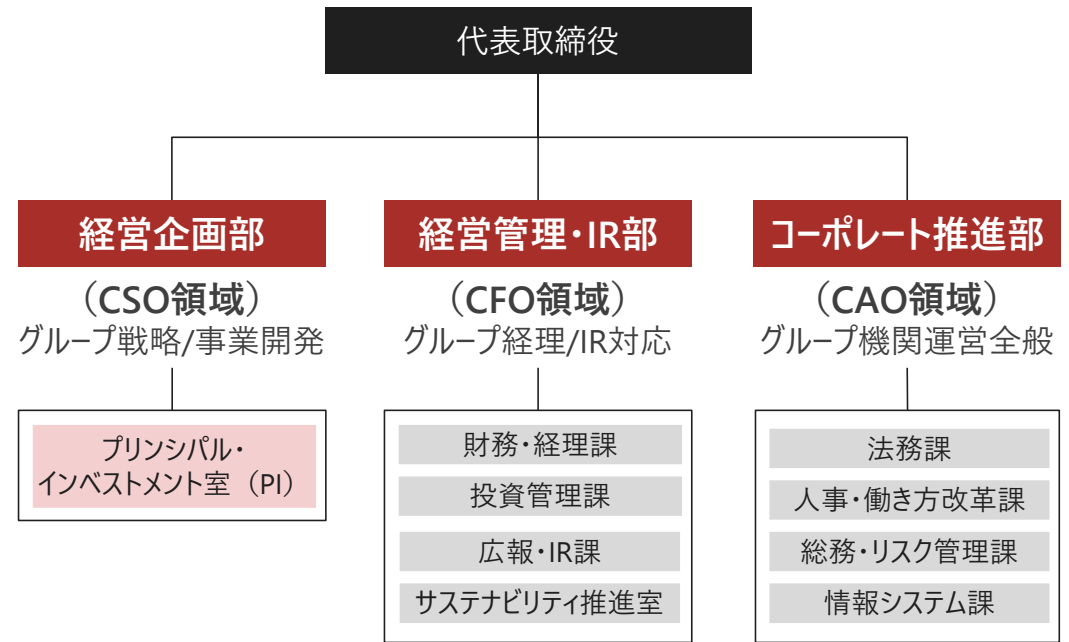 代表取締役
経営企画部
（CSO領域）
グループ戦略/事業開発
プリンシパル・
インベストメント室（PI）
経営管理・IR部
（CFO領域）
グループ経理/IR対応
財務・経理課
投資管理課
広報・IR課
サステナビリティ推進室
コーポレート推進部
（CAO領域）
グループ機関運営全般
法務課
人事・働き方改革課
総務・リスク管理課
情報システム課